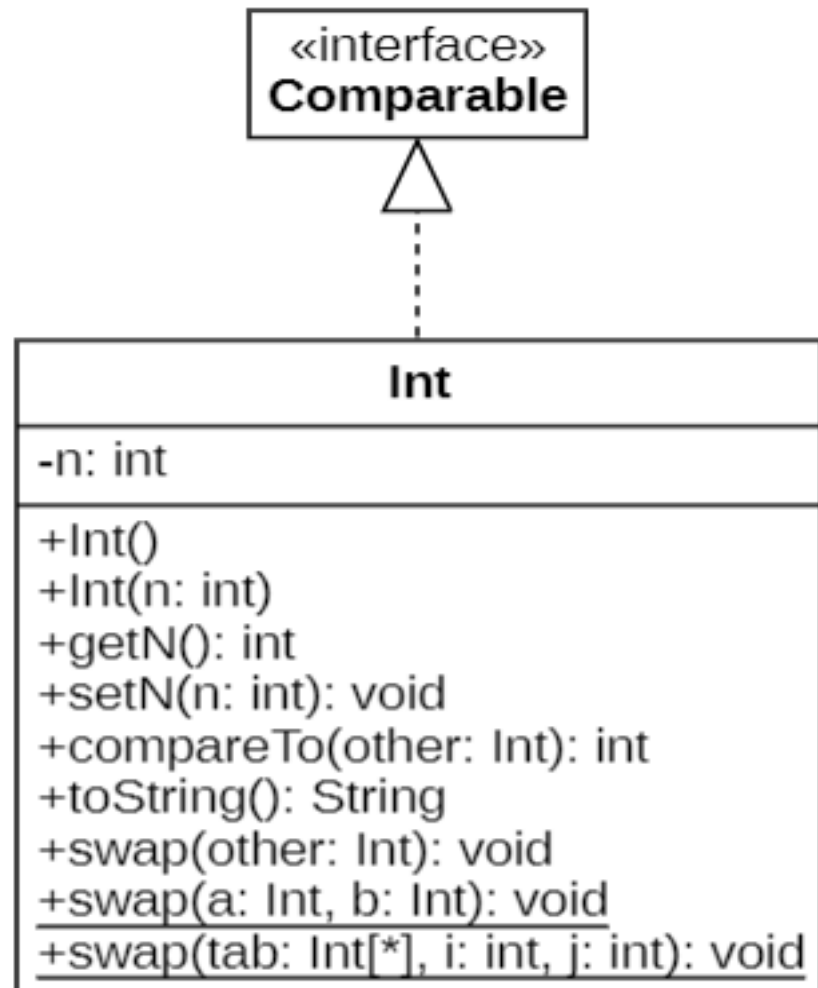 «interface»
Comparable
Int
-n: int
+Int()
+Int(n: int)
+getN(): int
+setN(n: int): void
+compareTo(other: Int): int
+toString(): String
+swap(other: Int): void
+swap(a: Int, b: Int): void
+swap(tab: Int[*], i: int, j: int): void